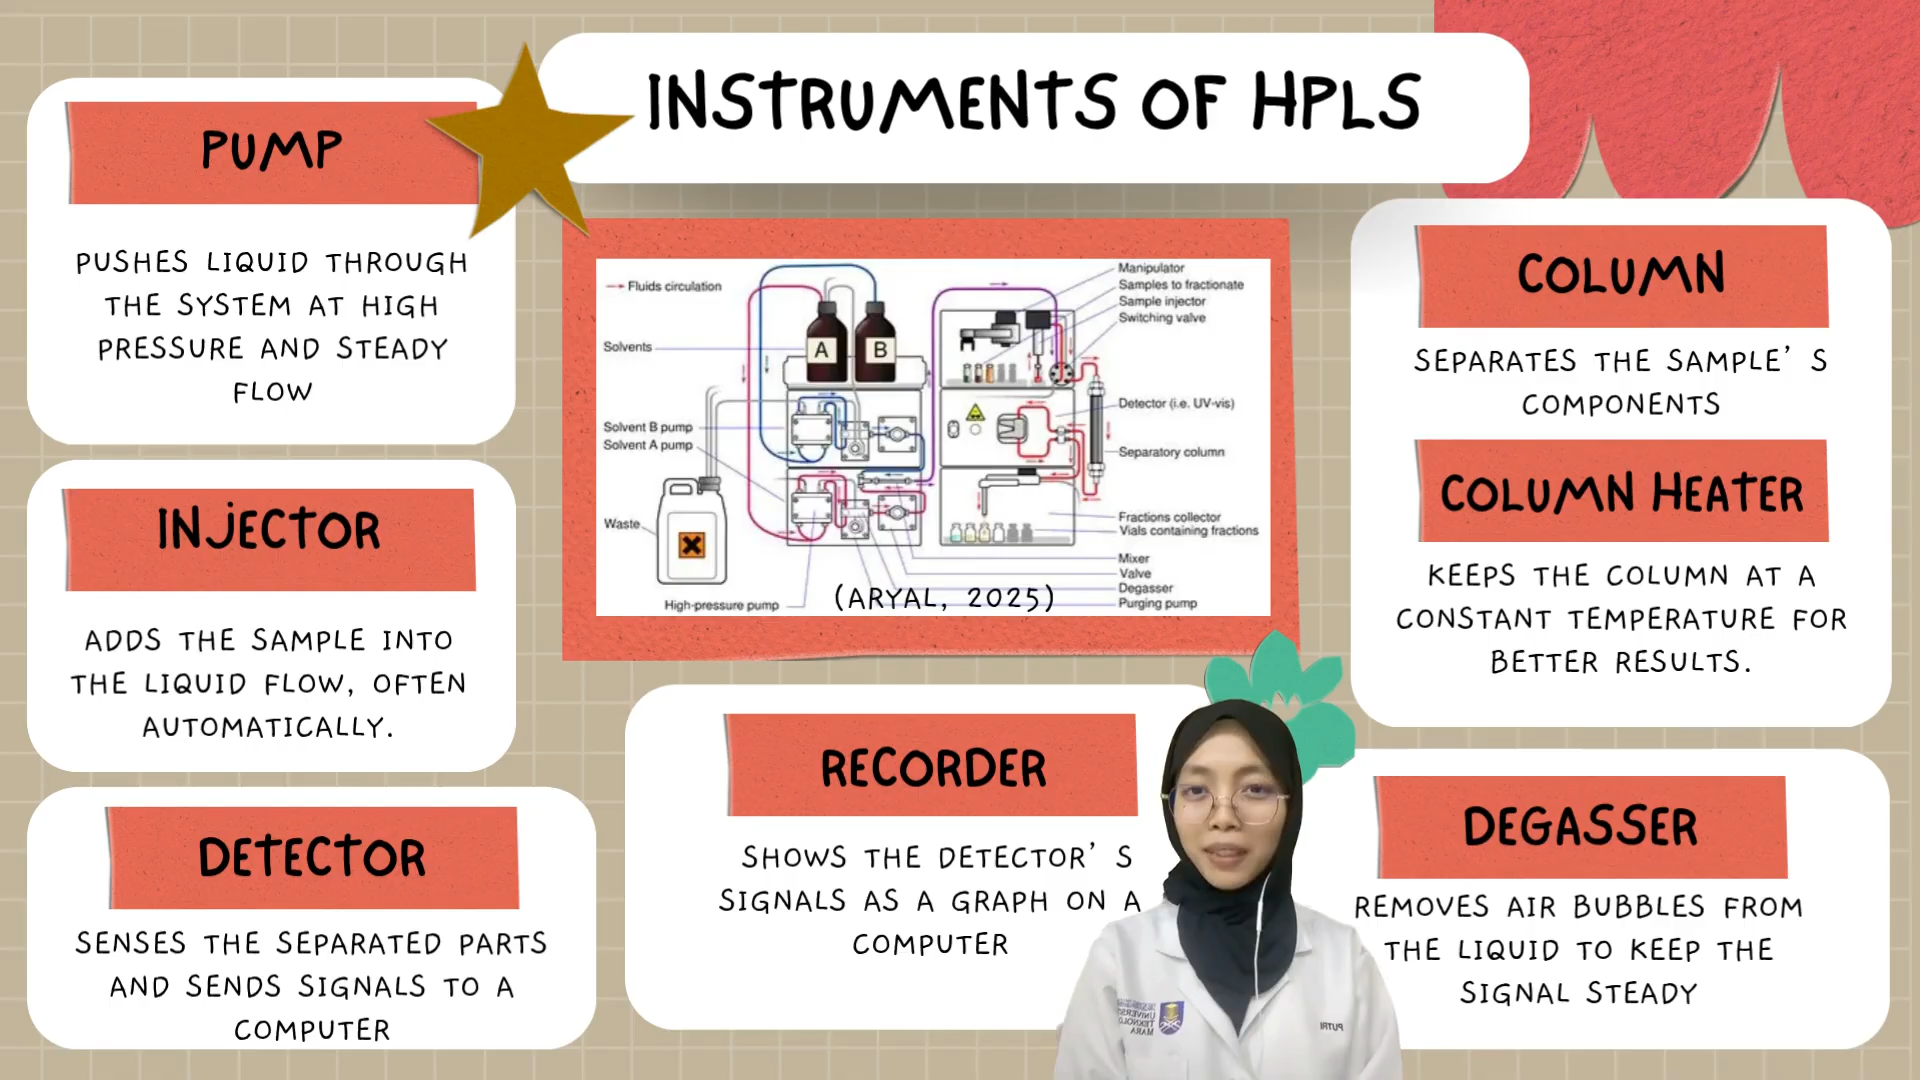 INSTRUMENTS OF HPLS
PUMP
PUSHES LIQUID THROUGH
THE SYSTEM AT HIGH
PRESSURE AND STEADY
FLOW
INJECTOR
ADDS THE SAMPLE INTO
THE LIQUID FLOW, OFTEN
AUTOMATICALLY.
DETECTOR
SENSES THE SEPARATED PARTS
AND SENDS SIGNALS TO A
COMPUTER
Fluids circulation
Solvents
A
B
Solvent B pump
Solvent A pump
Waste
High-pressure pump
Manipulator
Samples to fractionate
Sample injector
Switching valve
Detector (i.e. UV-vis)
Separatory column
Fractions collector
Vials containing fractions
Mixer
Valve
Degasser
Purging pump
(ARYAL, 2025)
RECORDER
SHOWS THE DETECTOR' S
SIGNALS AS A GRAPH ON A
COMPUTER
COLUMN
SEPARATES THE SAMPLE' S
COMPONENTS
COLUMN HEATER
KEEPS THE COLUMN AT A
CONSTANT TEMPERATURE FOR
BETTER RESULTS.
DEGASSER
REMOVES AIR BUBBLES FROM
THE LIQUID TO KEEP THE
SIGNAL STEADY
UNIVERSITI
TEKNOLOGI
MARA
PUTRI